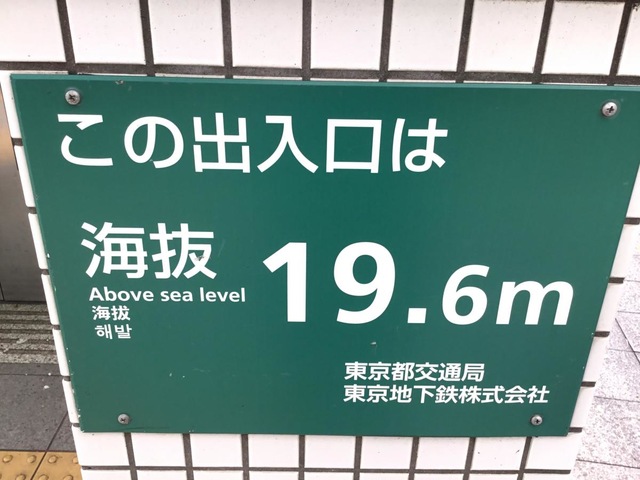 この出入口は
海抜 19.6m
Above sea level
海拔
해발
東京都交通局
東京地下鉄株式会社